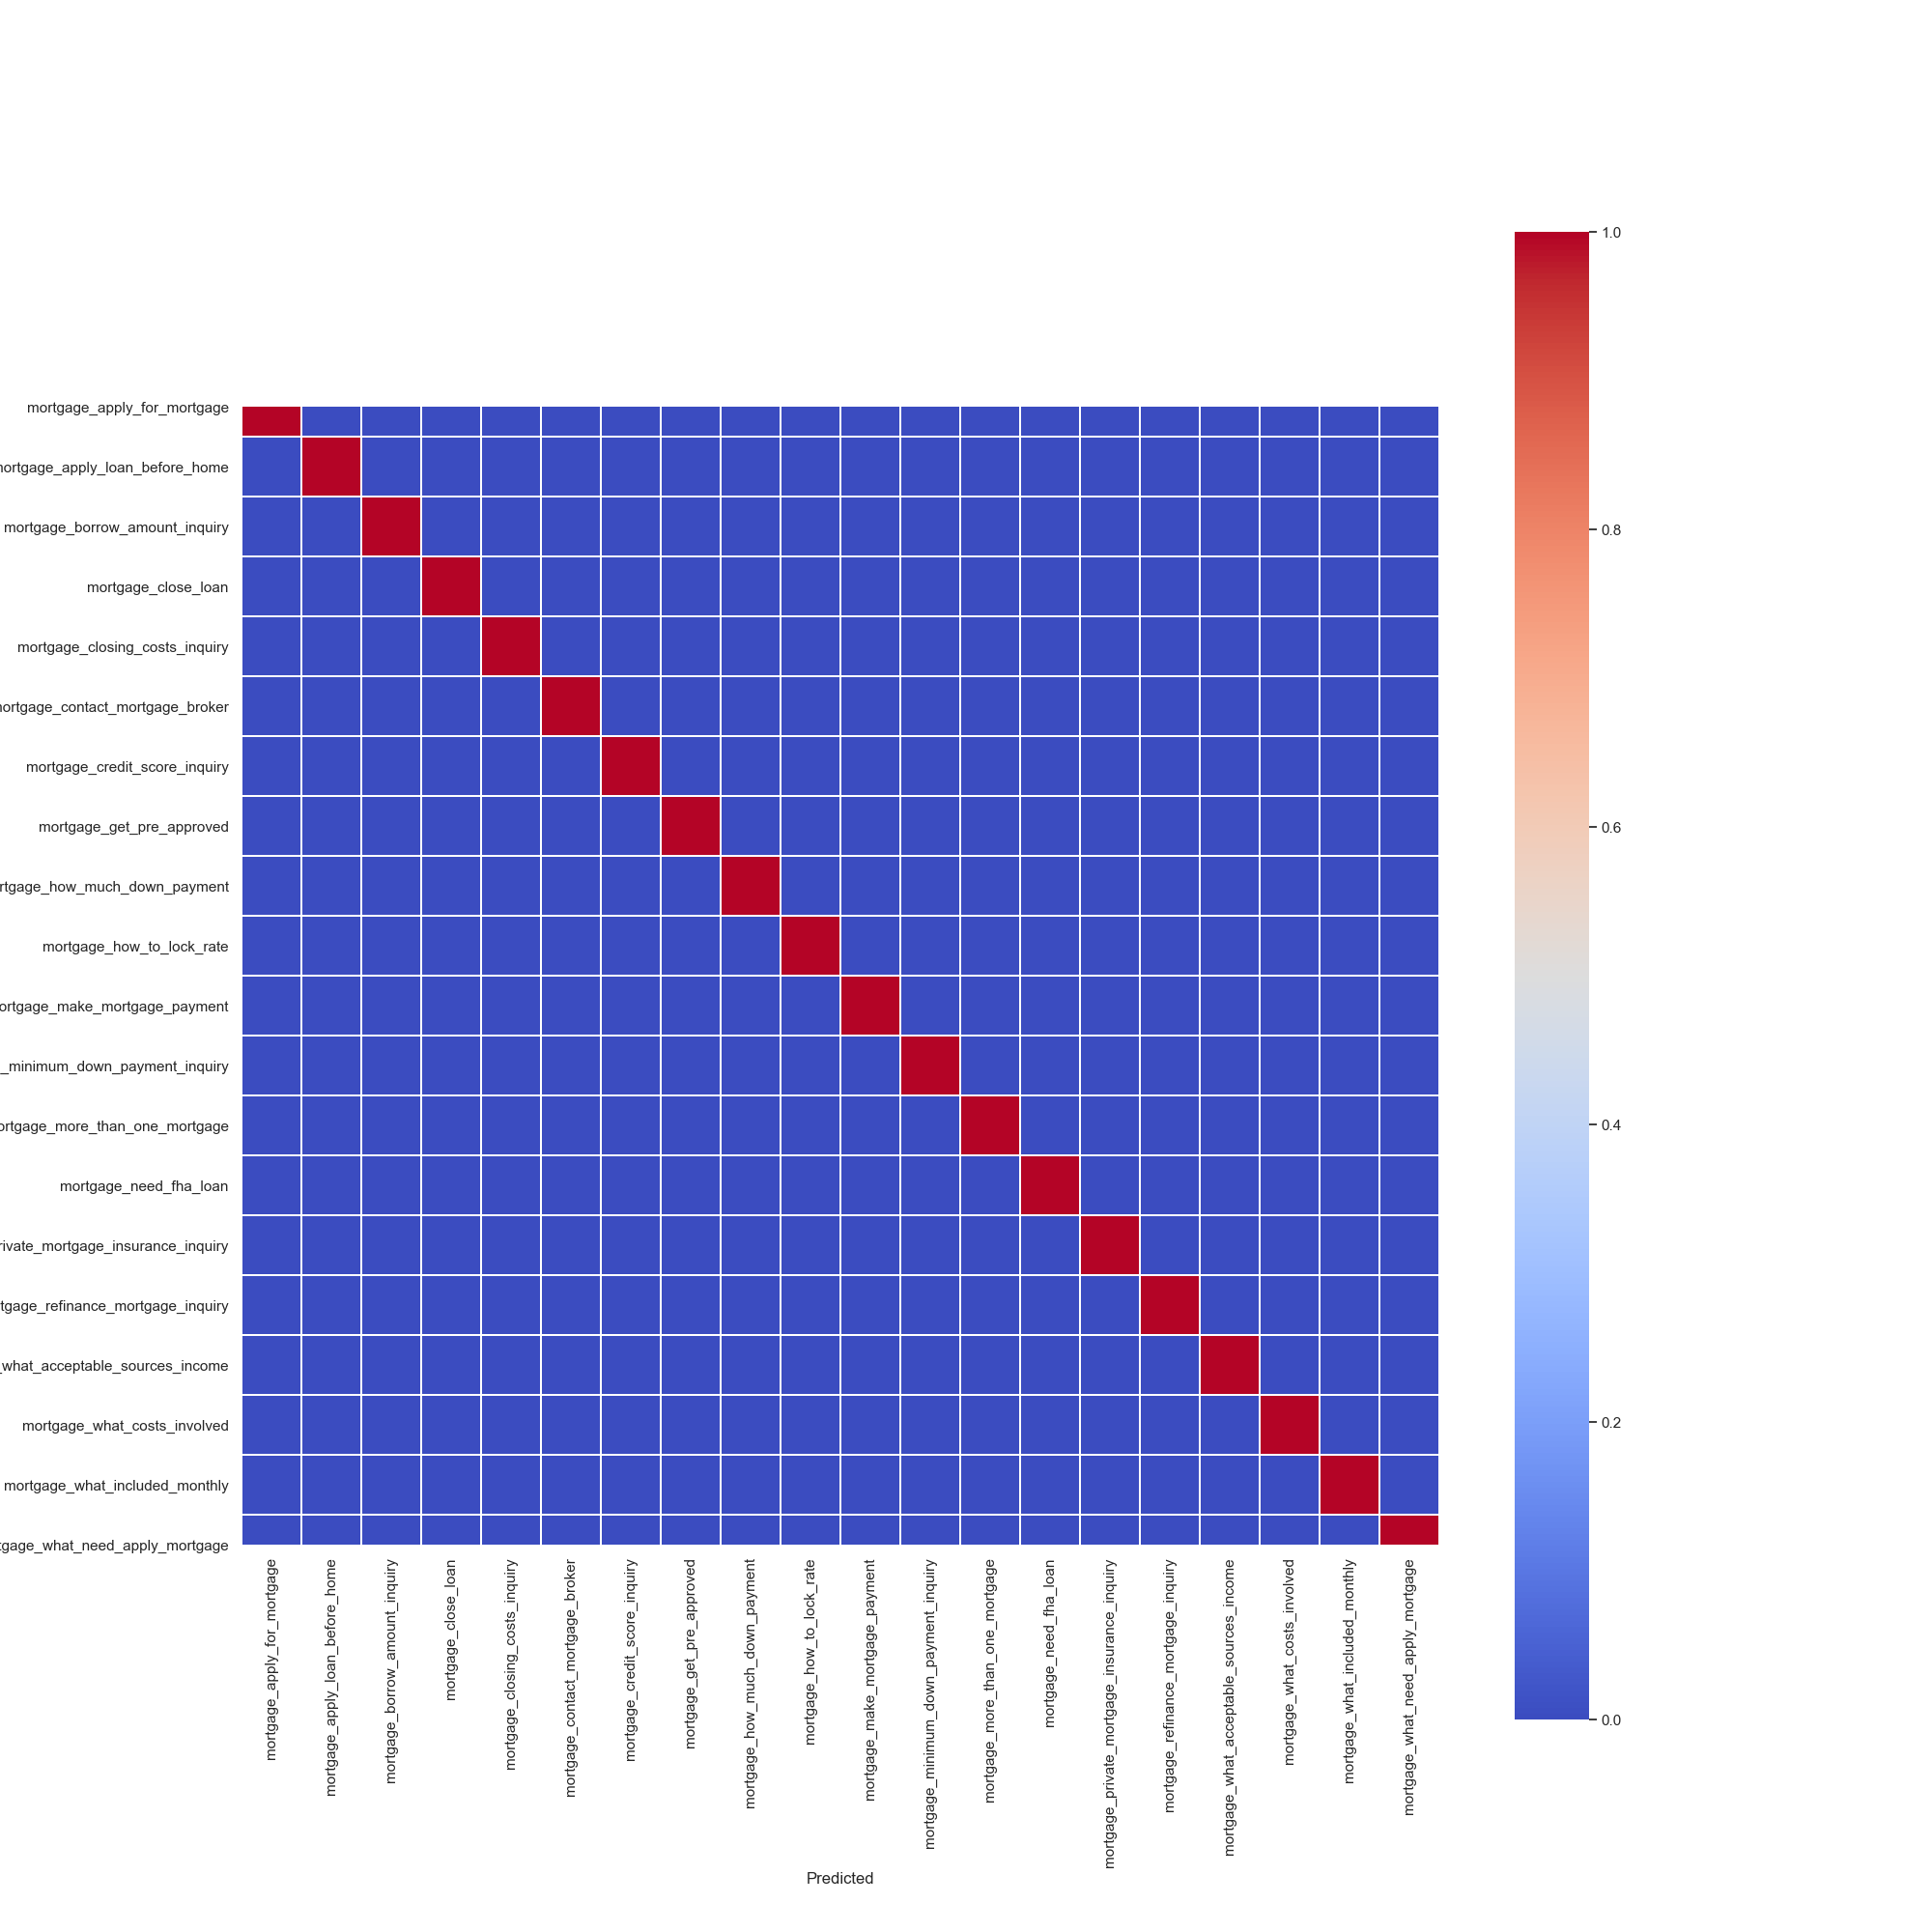 mortgage_apply_for_mortgage
ortgage_apply_loan_before_home
mortgage_borrow_amount_inquiry
mortgage_close_loan
mortgage_closing_costs_inquiry
ortgage_contact_mortgage_broker
mortgage_credit_score_inquiry
mortgage_get_pre_approved
rtgage_how_much_down_payment
mortgage_how_to_lock_rate
ortgage_make_mortgage_payment
_minimum_down_payment_inquiry
ortgage_more_than_one_mortgage
mortgage_need_fha_loan
rivate_mortgage_insurance_inquiry
tgage_refinance_mortgage_inquiry
_what_acceptable_sources_income
mortgage_what_costs_involved
mortgage_what_included_monthly
tgage_what_need_apply_mortgage
mortgage_apply_for_mortgage
mortgage_apply_loan_before_home
mortgage_borrow_amount_inquiry
mortgage_close_loan
mortgage_closing_costs_inquiry
mortgage_contact_mortgage_broker
mortgage_credit_score_inquiry
mortgage_get_pre_approved
mortgage_how_much_down_payment
mortgage_how_to_lock_rate
mortgage_make_mortgage_payment
mortgage_minimum_down_payment_inquiry
mortgage_more_than_one_mortgage
mortgage_need_fha_loan
mortgage_private_mortgage_insurance_inquiry
mortgage_refinance_mortgage_inquiry
mortgage_what_acceptable_sources_income
mortgage_what_costs_involved
mortgage_what_included_monthly
mortgage_what_need_apply_mortgage
Predicted
1.0
0.8
0.6
0.4
0.2
0.0